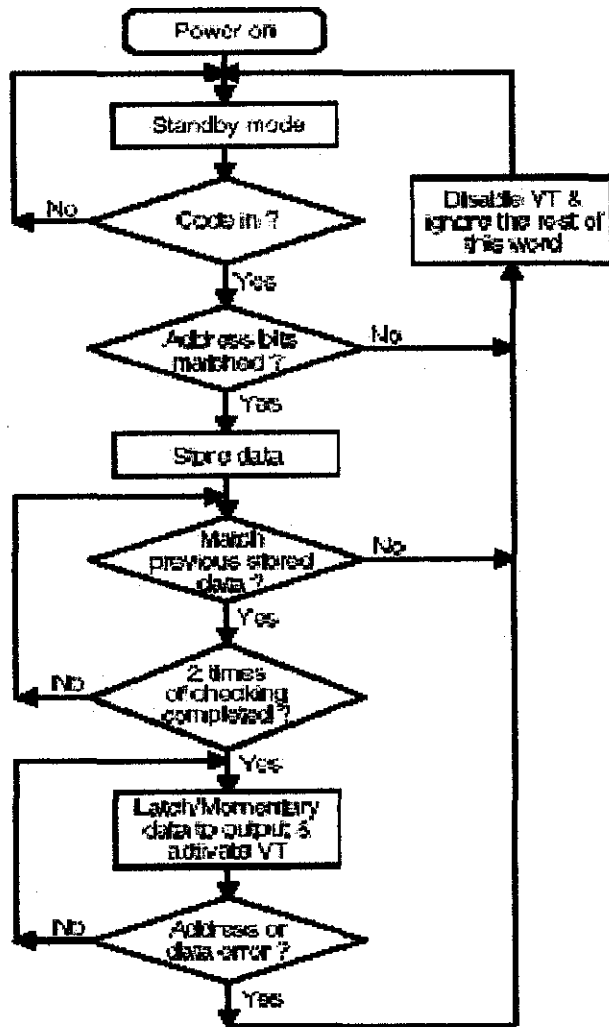 Power on
Standby mode
No
Code in ?
Disable VT &
ignore the rest of
this word
Yes
Address bits
matched ?
No
Yes
Store data
Match
previous stored
data ?
No
Yes
No
2 times
of checking
completed ?
Yes
Latch/Momentary
data to output &
activate VT
No
Address or
data error ?
Yes